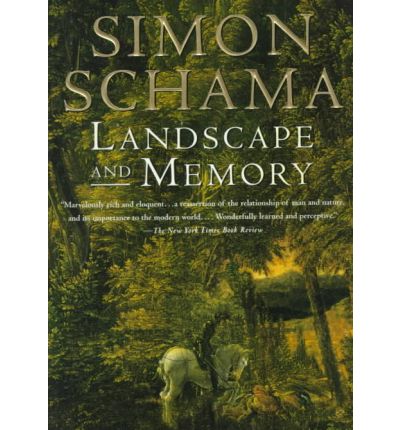 SIMON
SCHAMA
LANDSCAPE
AND MEMORY
"Marvelously rich and eloquent...a reassertion of the relationship of man and nature,
and its importance to the modern world.... Wonderfully learned and perceptive."
—The New York Times Book Review